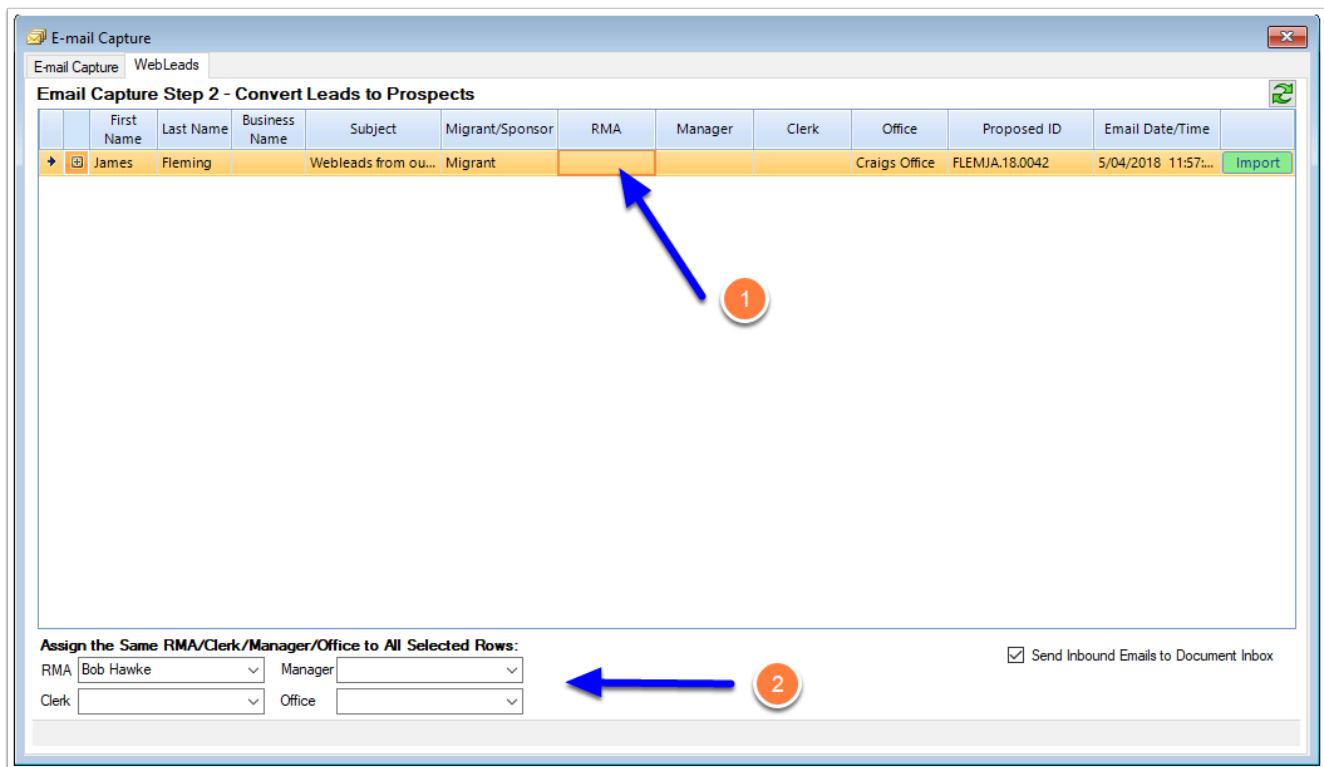 E-mail Capture
E-mail Capture WebLeads
Email Capture Step 2 - Convert Leads to Prospects
First Name Last Name Business Name Subject Migrant/Sponsor RMA Manager Clerk Office Proposed ID Email Date/Time
James Fleming Webleads from ou... Migrant Craigs Office FLEMJA.18.0042 5/04/2018 11:57:... Import
1
Assign the Same RMA/Clerk/Manager/Office to All Selected Rows:
Send Inbound Emails to Document Inbox
RMA Bob Hawke Manager
2
Clerk Office